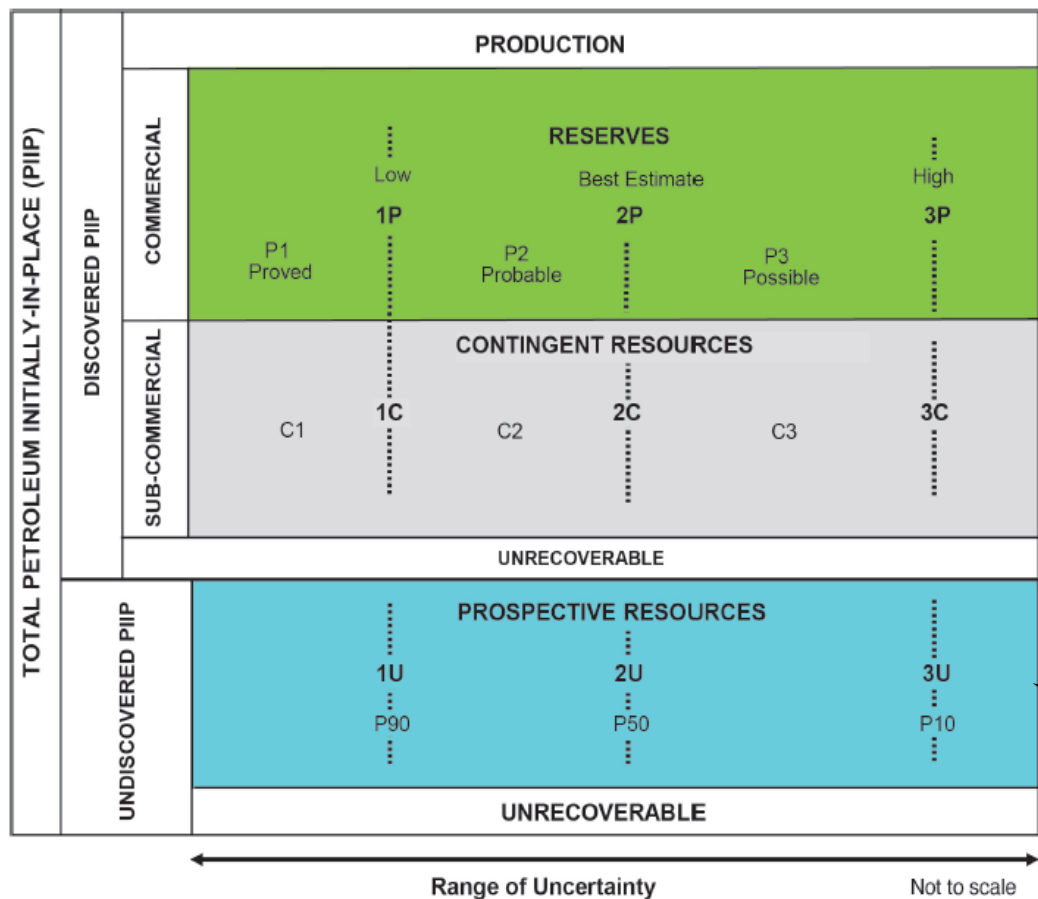 TOTAL PETROLEUM INITIALLY-IN-PLACE (PIIP)
DISCOVERED PIIP
PRODUCTION
COMMERCIAL
RESERVES
Low
Best Estimate
High
1P
2P
3P
P1
Proved
P2
Probable
P3
Possible
SUB-COMMERCIAL
CONTINGENT RESOURCES
1C
2C
3C
C1
C2
C3
UNRECOVERABLE
UNDISCOVERED PIIP
PROSPECTIVE RESOURCES
1U
2U
3U
P90
P50
P10
UNRECOVERABLE
Range of Uncertainty
Not to scale